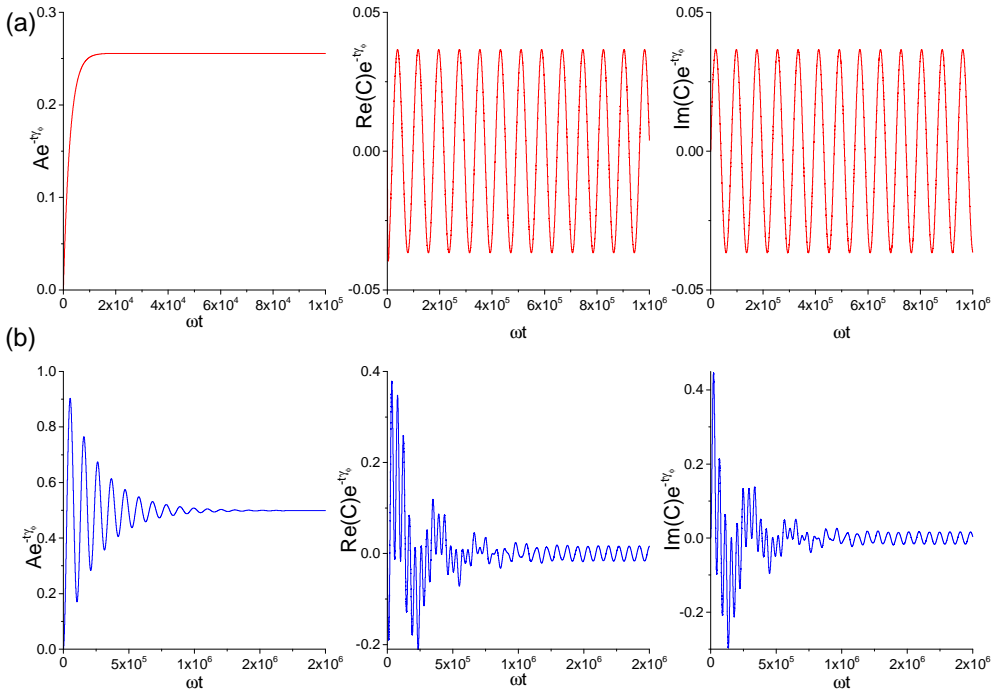 (a)
Ae^-tγ₀
0.3
0.2
0.1
0.0
0
2x10⁴
4x10⁴
6x10⁴
8x10⁴
1x10⁵
ωt
Re(C)e^-tγ₀
0.05
0.00
-0.05
0
2x10⁵
4x10⁵
6x10⁵
8x10⁵
1x10⁶
ωt
Im(C)e^-tγ₀
0.05
0.00
-0.05
0
2x10⁵
4x10⁵
6x10⁵
8x10⁵
1x10⁶
ωt
(b)
Ae^-tγ₀
1.0
0.8
0.6
0.4
0.2
0.0
0
5x10⁵
1x10⁶
2x10⁶
2x10⁶
ωt
Re(C)e^-tγ₀
0.4
0.2
0.0
-0.2
0
5x10⁵
1x10⁶
2x10⁶
2x10⁶
ωt
Im(C)e^-tγ₀
0.4
0.2
0.0
-0.2
0
5x10⁵
1x10⁶
2x10⁶
2x10⁶
ωt